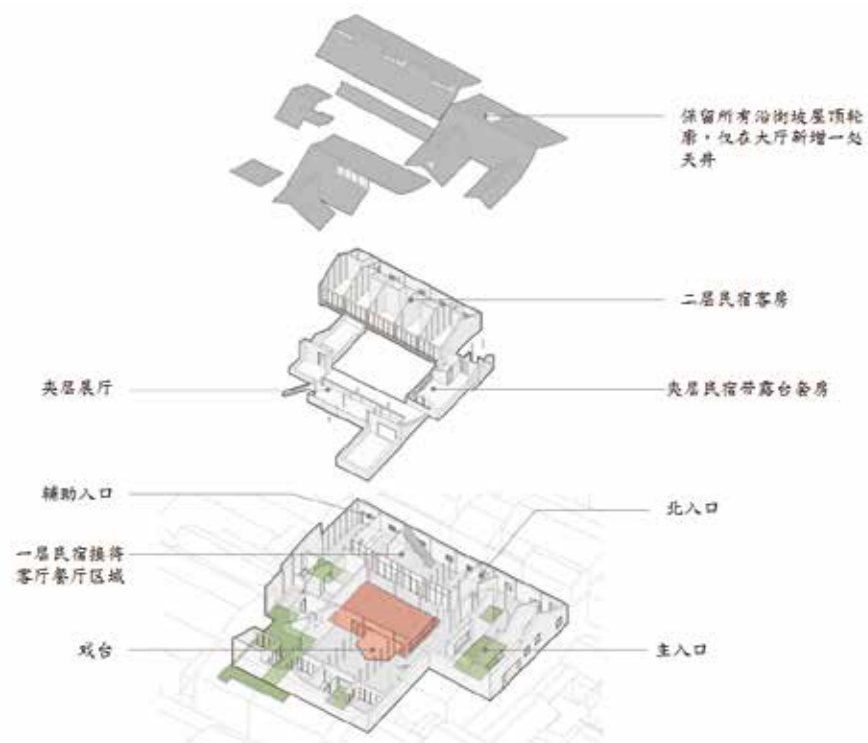 保留所有沿街坡屋顶轮
廓，仅在大厅新增一处
天井
二层民宿客房
夹层展厅
夹层民宿带露台套房
辅助入口
北入口
一层民宿接待
客厅餐厅区域
戏台
主入口